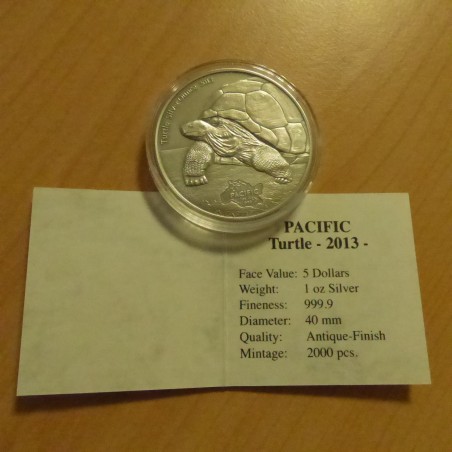 PACIFIC
Turtle - 2013 -
Face Value: 5 Dollars
Weight: 1 oz Silver
Fineness: 999.9
Diameter: 40 mm
Quality: Antique-Finish
Mintage: 2000 pcs.